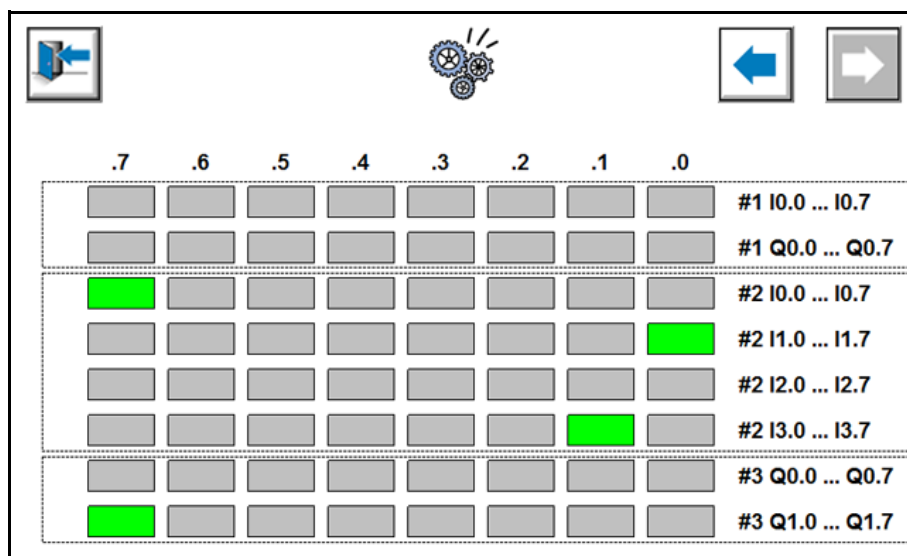 .7 .6 .5 .4 .3 .2 .1 .0
#1 I0.0 ... I0.7
#1 Q0.0 ... Q0.7
#2 I0.0 ... I0.7
#2 I1.0 ... I1.7
#2 I2.0 ... I2.7
#2 I3.0 ... I3.7
#3 Q0.0 ... Q0.7
#3 Q1.0 ... Q1.7